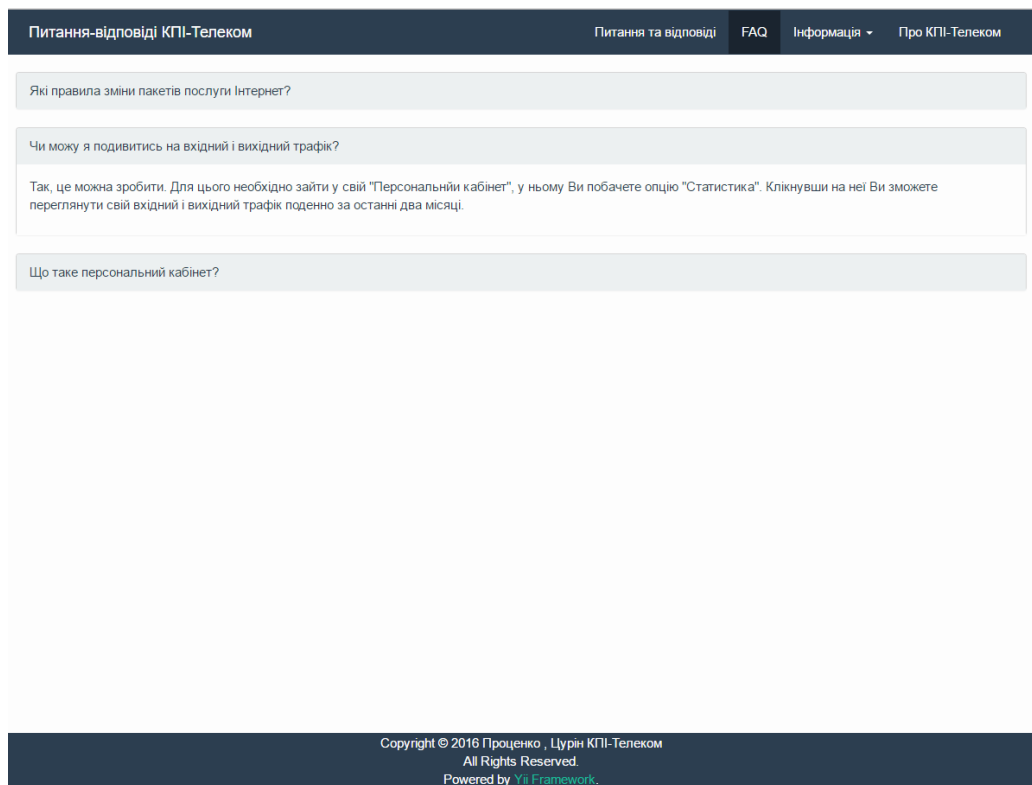 Питання-відповіді КПІ-Телеком
Питання та відповіді
FAQ
Інформація
Про КПІ-Телеком
Які правила зміни пакетів послуги Інтернет?
Чи можу я подивитись на вхідний і вихідний трафік?
Так, це можна зробити. Для цього необхідно зайти у свій "Персональнйи кабінет", у ньому Ви побачете опцію "Статистика". Клікнувши на неї Ви зможете
переглянути свій вхідний і вихідний трафік поденно за останні два місяці.
Що таке персональний кабінет?
Copyright © 2016 Проценко , Цурін КПІ-Телеком
All Rights Reserved.
Powered by Yii Framework.